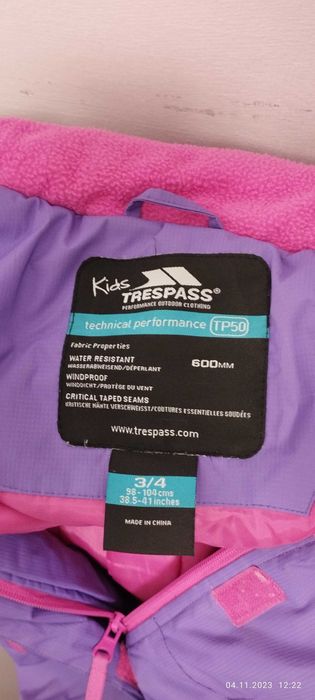 Kids
TRESPASS®
PERFORMANCE OUTDOOR CLOTHING
technical performance TP50
Fabric Properties
WATER RESISTANT 600MM
WASSERABWEISEND/DÉPERLANT
WINDPROOF
WINDDICHT/PROTÈGE DU VENT
CRITICAL TAPED SEAMS
KRITISCHE NÄHTE VERSCHWEISST/COUTURES ESSENTIELLES SOUDÉES
www.trespass.com
3/4
98-104cms
38.5-41 inches
MADE IN CHINA
04.11.2023 12:22